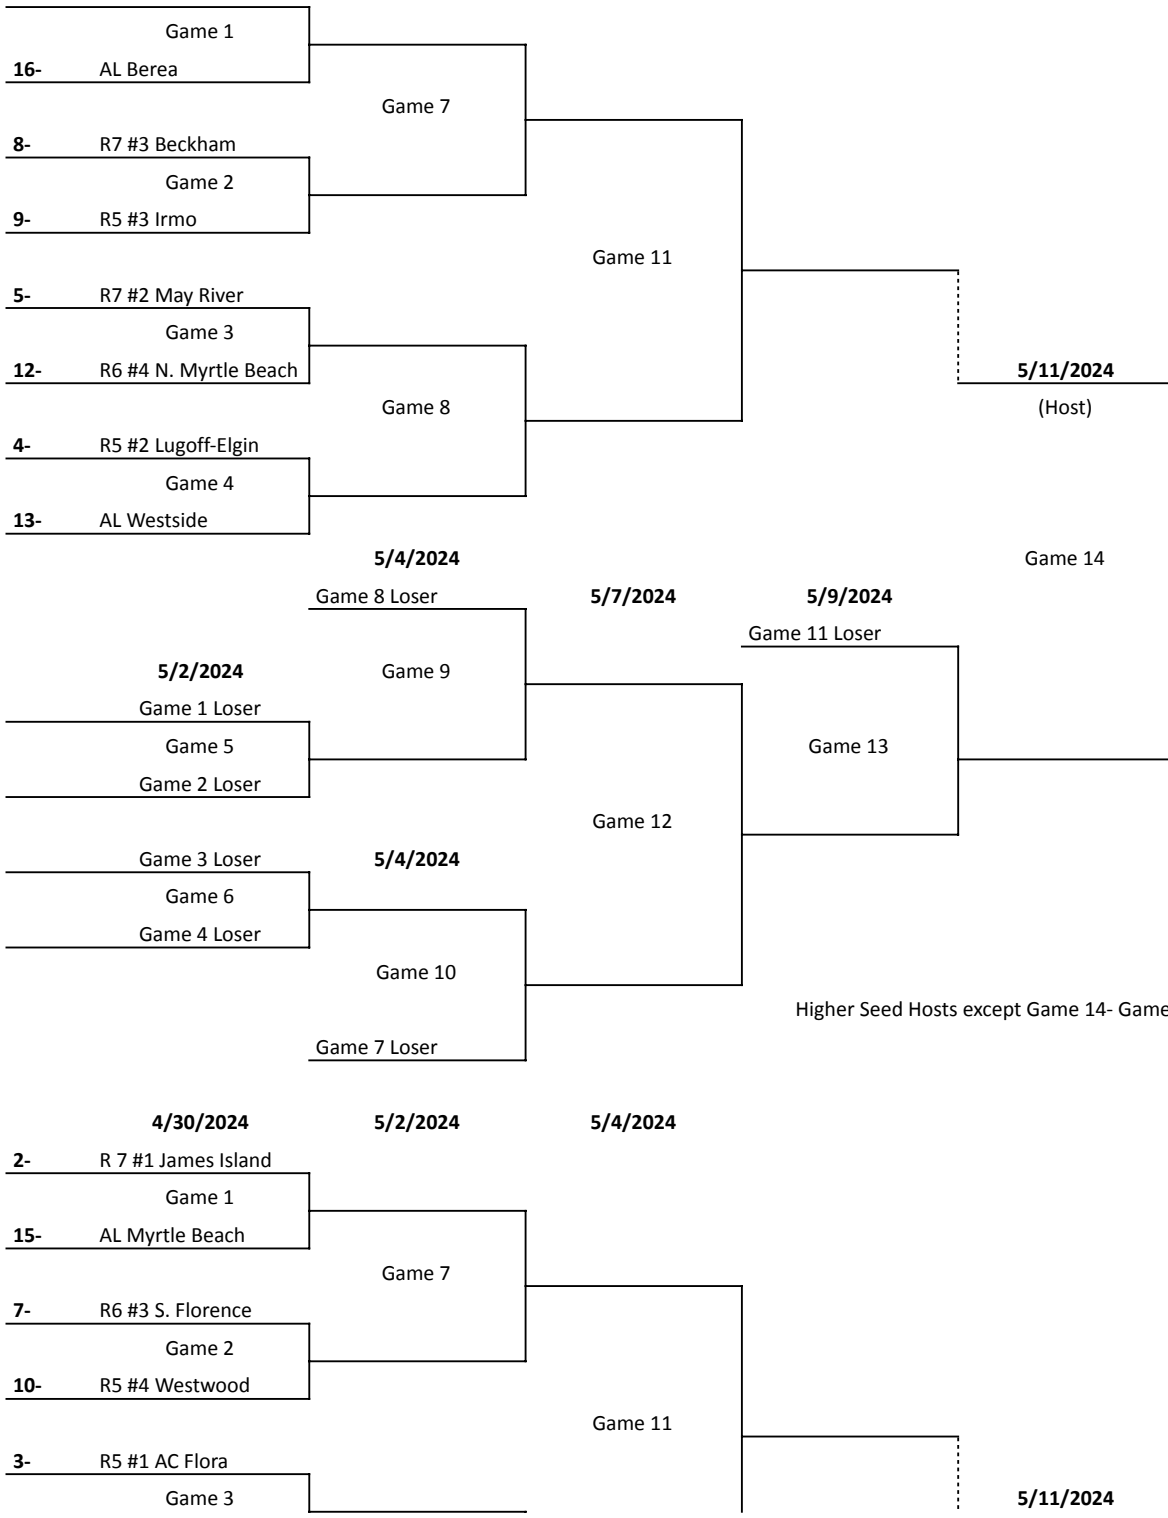 Game 1
16- AL Berea
Game 7
8- R7 #3 Beckham
Game 2
9- R5 #3 Irmo
Game 11
5- R7 #2 May River
Game 3
12- R6 #4 N. Myrtle Beach 5/11/2024
Game 8 (Host)
4- R5 #2 Lugoff-Elgin
Game 4
13- AL Westside
5/4/2024 Game 14
Game 8 Loser 5/7/2024 5/9/2024
Game 11 Loser
5/2/2024 Game 9
Game 1 Loser
Game 5 Game 13
Game 2 Loser
Game 12
Game 3 Loser 5/4/2024
Game 6
Game 4 Loser
Game 10
Higher Seed Hosts except Game 14- Game
Game 7 Loser
4/30/2024 5/2/2024 5/4/2024
2- R 7 #1 James Island
Game 1
15- AL Myrtle Beach
Game 7
7- R6 #3 S. Florence
Game 2
10- R5 #4 Westwood
Game 11
3- R5 #1 AC Flora
Game 3 5/11/2024